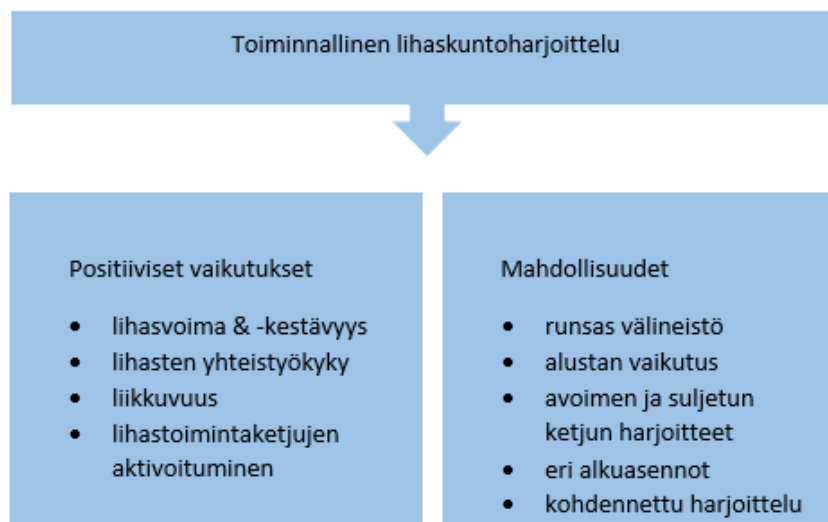 Toiminnallinen lihaskuntoharjoittelu
Positiiviset vaikutukset
• lihasvoima & -kestävyys
• lihasten yhteistyökyky
• liikkuvuus
• lihastoimintaketjujen
aktivoituminen
Mahdollisuudet
• runsas välineistö
• alustan vaikutus
• avoimen ja suljetun
ketjun harjoitteet
• eri alkuasennot
• kohdennettu harjoittelu